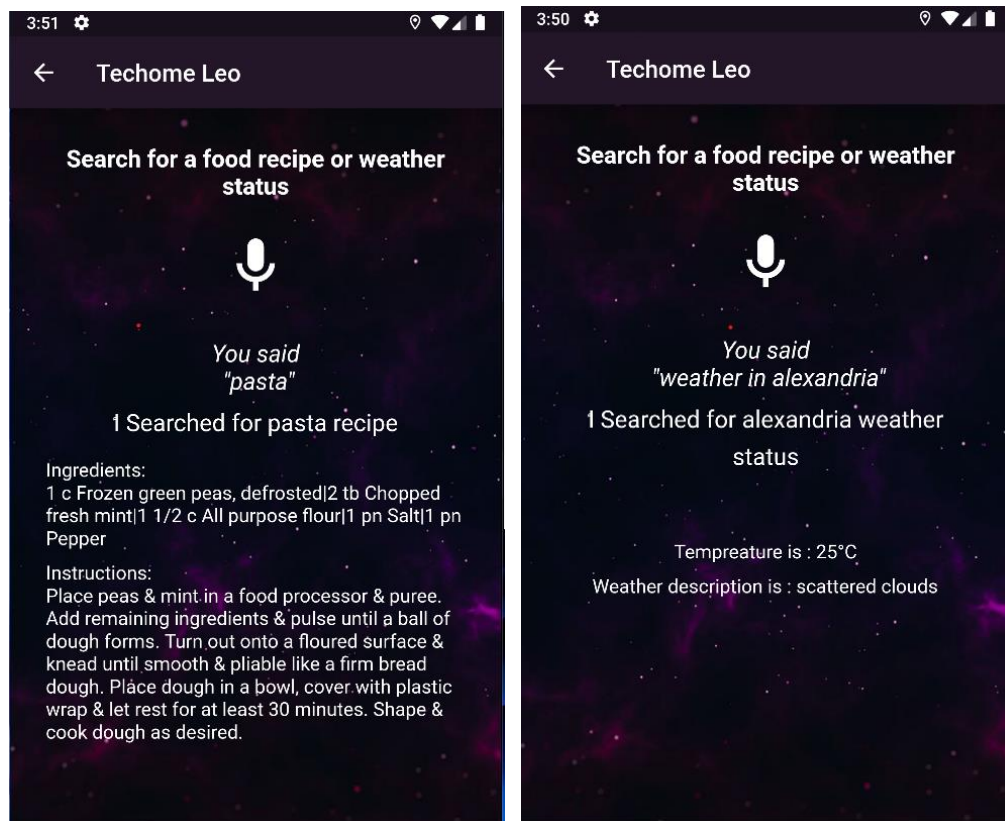 3:51
Techome Leo
Search for a food recipe or weather
status
You said
"pasta"
1 Searched for pasta recipe
Ingredients:
1 c Frozen green peas, defrosted|2 tb Chopped
fresh mint|1 1/2 c All purpose flour|1 pn Salt|1 pn
Pepper
Instructions:
Place peas & mint in a food processor & puree.
Add remaining ingredients & pulse until a ball of
dough forms. Turn out onto a floured surface &
knead until smooth & pliable like a firm bread
dough. Place dough in a bowl, cover with plastic
wrap & let rest for at least 30 minutes. Shape &
cook dough as desired.
3:50
Techome Leo
Search for a food recipe or weather
status
You said
"weather in alexandria"
1 Searched for alexandria weather
status
Tempreature is : 25°C
Weather description is : scattered clouds